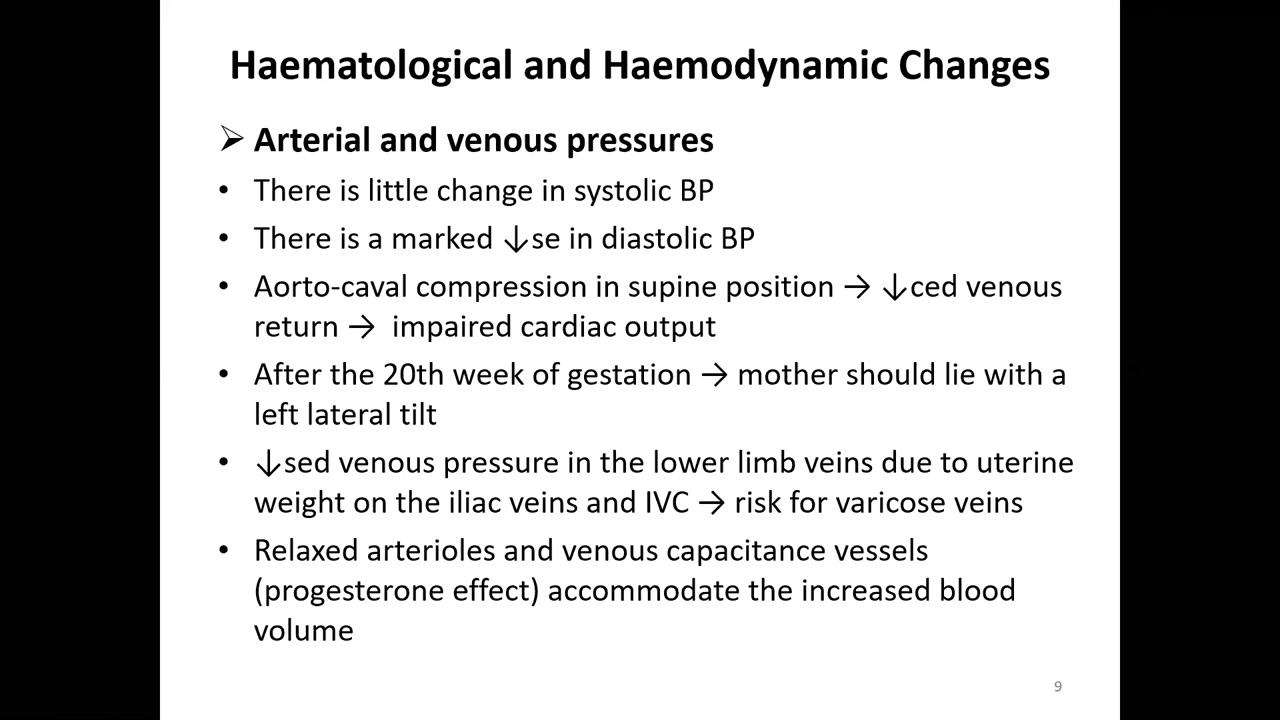 Haematological and Haemodynamic Changes
➢ Arterial and venous pressures
• There is little change in systolic BP
• There is a marked ↓se in diastolic BP
• Aorto-caval compression in supine position → ↓ced venous
return → impaired cardiac output
• After the 20th week of gestation → mother should lie with a
left lateral tilt
• ↓sed venous pressure in the lower limb veins due to uterine
weight on the iliac veins and IVC → risk for varicose veins
• Relaxed arterioles and venous capacitance vessels
(progesterone effect) accommodate the increased blood
volume
9